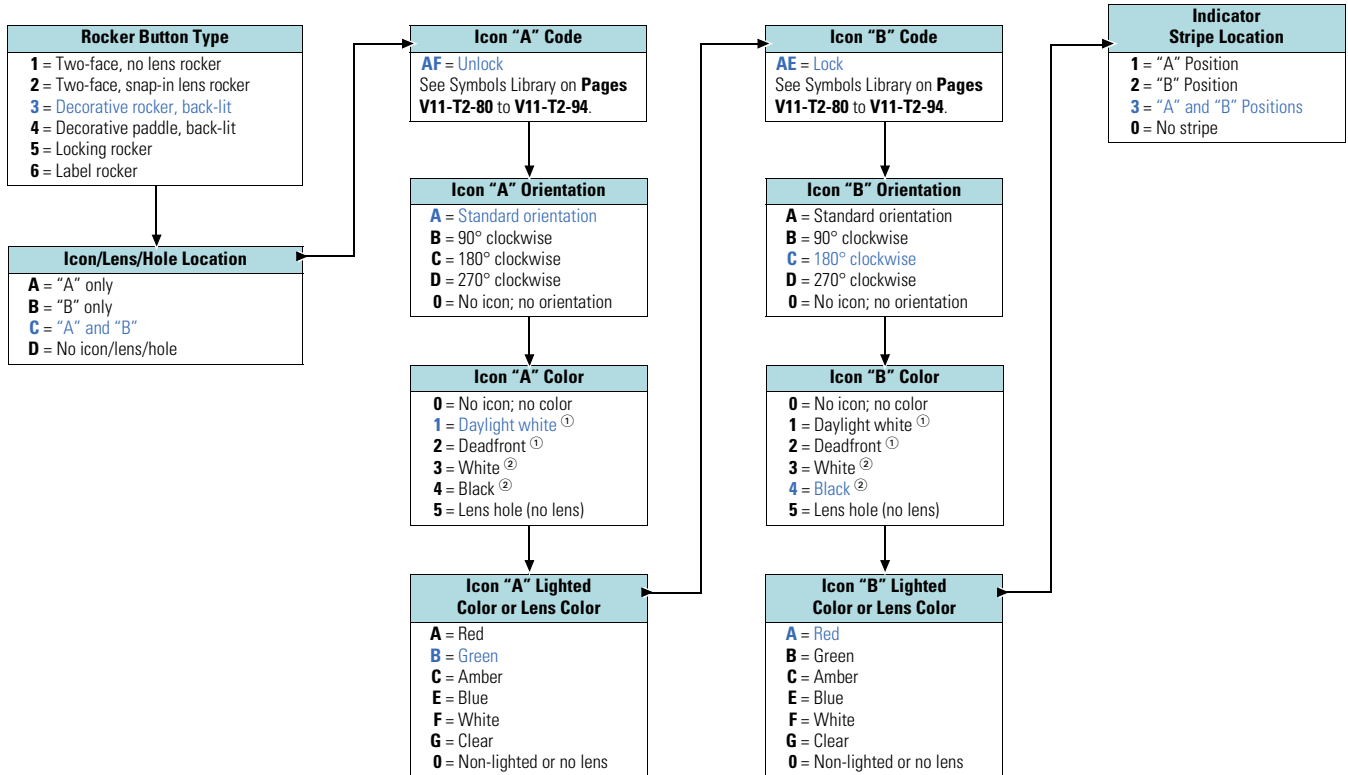 Rocker Button Type
1 = Two-face, no lens rocker
2 = Two-face, snap-in lens rocker
3 = Decorative rocker, back-lit
4 = Decorative paddle, back-lit
5 = Locking rocker
6 = Label rocker
Icon/Lens/Hole Location
A = “A” only
B = “B” only
C = “A” and “B”
D = No icon/lens/hole
Icon “A” Code
AF = Unlock
See Symbols Library on Pages
V11-T2-80 to V11-T2-94.
Icon “A” Orientation
A = Standard orientation
B = 90° clockwise
C = 180° clockwise
D = 270° clockwise
0 = No icon; no orientation
Icon “A” Color
0 = No icon; no color
1 = Daylight white ①
2 = Deadfront ①
3 = White ②
4 = Black ②
5 = Lens hole (no lens)
Icon “A” Lighted
Color or Lens Color
A = Red
B = Green
C = Amber
E = Blue
F = White
G = Clear
0 = Non-lighted or no lens
Icon “B” Code
AE = Lock
See Symbols Library on Pages
V11-T2-80 to V11-T2-94.
Icon “B” Orientation
A = Standard orientation
B = 90° clockwise
C = 180° clockwise
D = 270° clockwise
0 = No icon; no orientation
Icon “B” Color
0 = No icon; no color
1 = Daylight white ①
2 = Deadfront ①
3 = White ②
4 = Black ②
5 = Lens hole (no lens)
Icon “B” Lighted
Color or Lens Color
A = Red
B = Green
C = Amber
E = Blue
F = White
G = Clear
0 = Non-lighted or no lens
Indicator
Stripe Location
1 = “A” Position
2 = “B” Position
3 = “A” and “B” Positions
0 = No stripe